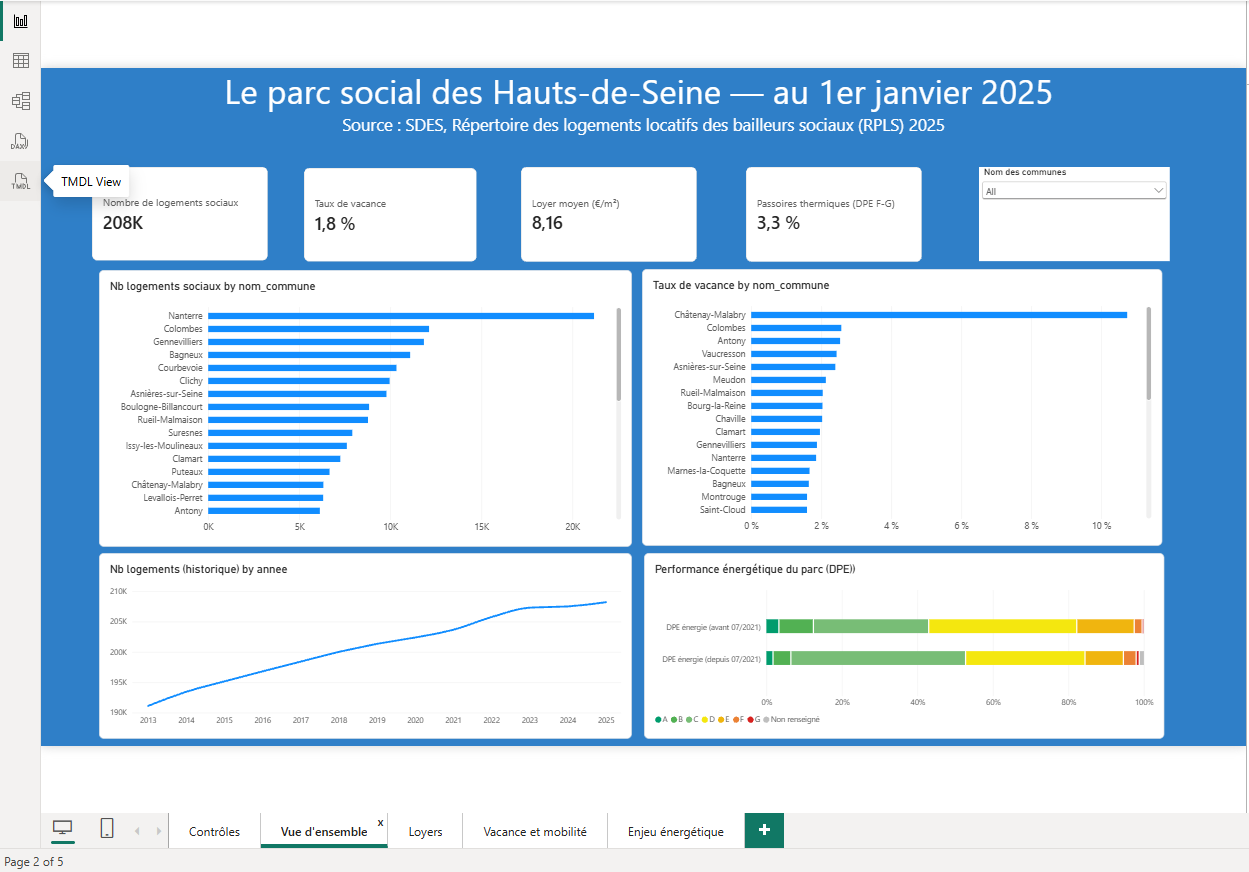 Le parc social des Hauts-de-Seine — au 1er janvier 2025
Source : SDES, Répertoire des logements locatifs des bailleurs sociaux (RPLS) 2025
DAX
TMDL
TMDL View
Nombre de logements sociaux
208K
Taux de vacance
1,8 %
Loyer moyen (€/m²)
8,16
Passoires thermiques (DPE F-G)
3,3 %
Nom des communes
All
Nb logements sociaux by nom_commune
Nanterre
Colombes
Gennevilliers
Bagneux
Courbevoie
Clichy
Asnières-sur-Seine
Boulogne-Billancourt
Rueil-Malmaison
Suresnes
Issy-les-Moulineaux
Clamart
Puteaux
Châtenay-Malabry
Levallois-Perret
Antony
0K 5K 10K 15K 20K
Taux de vacance by nom_commune
Châtenay-Malabry
Colombes
Antony
Vaucresson
Asnières-sur-Seine
Meudon
Rueil-Malmaison
Bourg-la-Reine
Chaville
Clamart
Gennevilliers
Nanterre
Marnes-la-Coquette
Bagneux
Montrouge
Saint-Cloud
0 % 2 % 4 % 6 % 8 % 10 %
Nb logements (historique) by annee
210K
205K
200K
195K
190K
2013 2014 2015 2016 2017 2018 2019 2020 2021 2022 2023 2024 2025
Performance énergétique du parc (DPE))
DPE énergie (avant 07/2021)
DPE énergie (depuis 07/2021)
0% 20% 40% 60% 80% 100%
A B C D E F G Non renseigné
Contrôles
Vue d'ensemble x
Loyers
Vacance et mobilité
Enjeu énergétique
+
Page 2 of 5